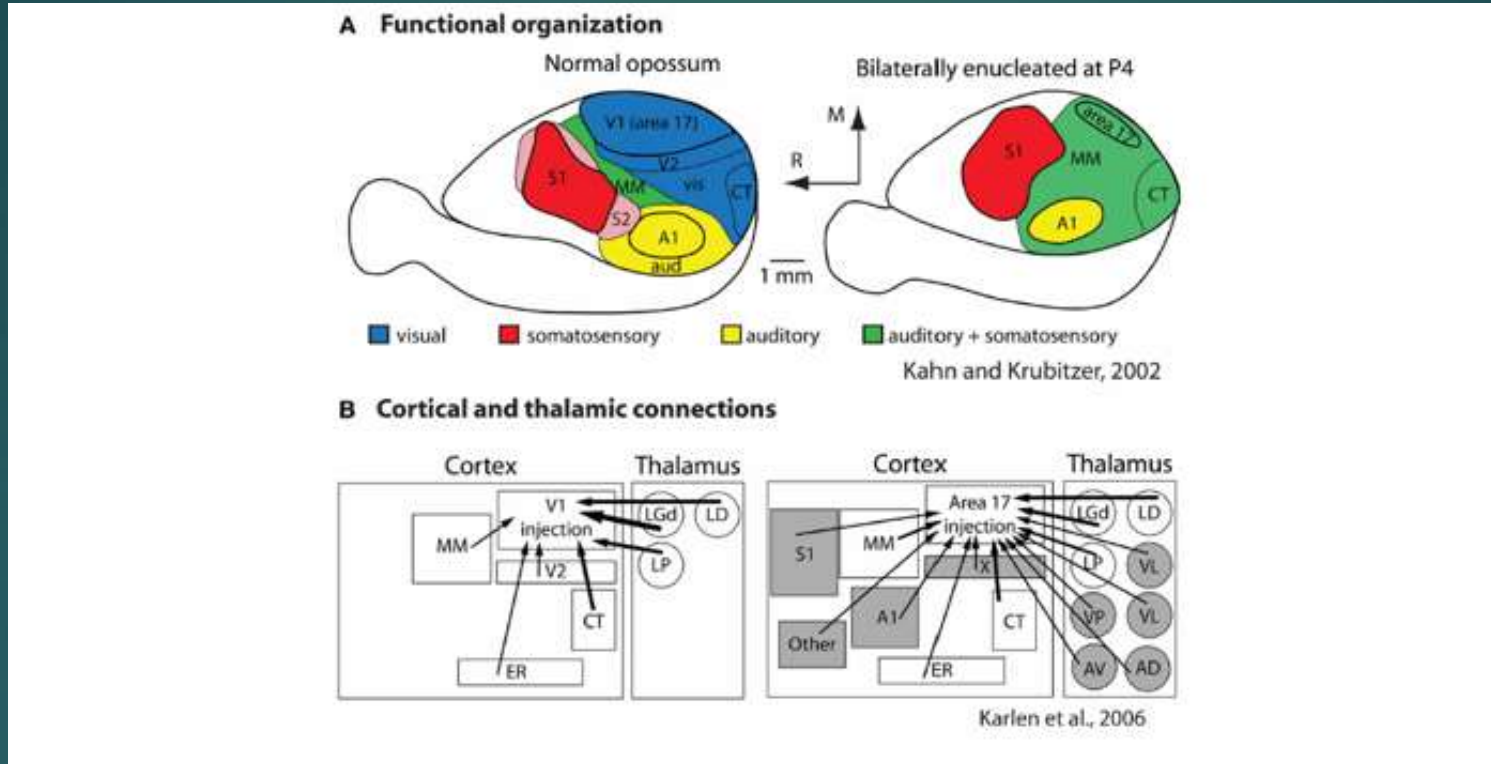 A Functional organization
Normal opossum
Bilaterally enucleated at P4
V1 (area 17)
V2
vis
CT
MM
S1
S2
A1
aud
M
R
1 mm
area 17
S1
MM
CT
A1
visual
somatosensory
auditory
auditory + somatosensory
Kahn and Krubitzer, 2002
B Cortical and thalamic connections
Cortex
Thalamus
V1
injection
LGd
LD
MM
LP
V2
CT
ER
Cortex
Thalamus
Area 17
injection
LGd
LD
S1
MM
X
LP
VL
A1
CT
VP
VL
Other
ER
AV
AD
Karlen et al., 2006